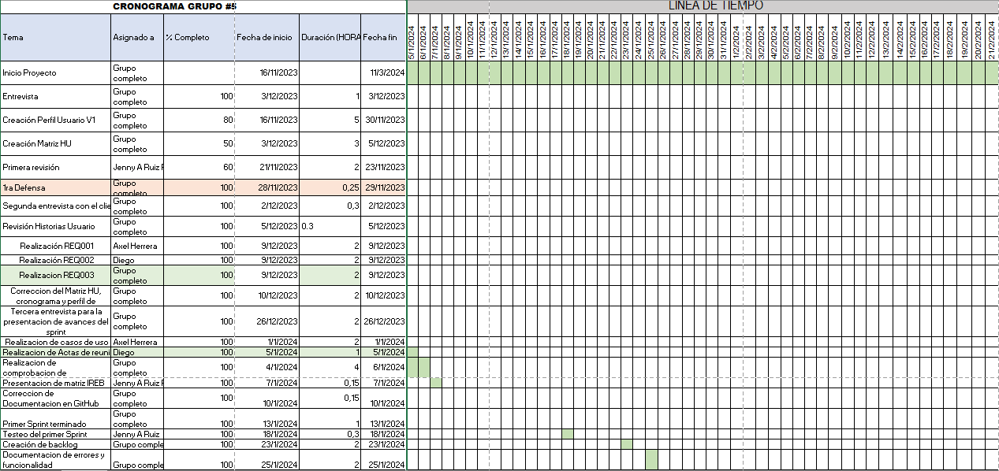 CRONOGRAMA GRUPO #5
LINEA DE TIEMPO
Tema Asignado a % Completo Fecha de inicio Duración (HORA Fecha fin
5/1/2024 6/1/2024 7/1/2024 8/1/2024 9/1/2024 10/1/2024 11/1/2024 12/1/2024 13/1/2024 14/1/2024 15/1/2024 16/1/2024 17/1/2024 18/1/2024 19/1/2024 20/1/2024 21/1/2024 22/1/2024 23/1/2024 24/1/2024 25/1/2024 26/1/2024 27/1/2024 28/1/2024 29/1/2024 30/1/2024 31/1/2024 1/2/2024 2/2/2024 3/2/2024 4/2/2024 5/2/2024 6/2/2024 7/2/2024 8/2/2024 9/2/2024 10/2/2024 11/2/2024 12/2/2024 13/2/2024 14/2/2024 15/2/2024 16/2/2024 17/2/2024 18/2/2024 19/2/2024 20/2/2024 21/2/2024
Inicio Proyecto Grupo
completo 16/11/2023 11/3/2024
Entrevista Grupo
completo 100 3/12/2023 1 3/12/2023
Creación Perfil Usuario V1 Grupo
completo 80 16/11/2023 5 30/11/2023
Creación Matriz HU Grupo
completo 50 3/12/2023 3 5/12/2023
Primera revisión Jenny A Ruiz R 60 21/11/2023 2 23/11/2023
1ra Defensa Grupo
completo 100 28/11/2023 0,25 29/11/2023
Segunda entrevista con el clie Grupo
completo 100 2/12/2023 0,3 2/12/2023
Revisión Historias Usuario Grupo
completo 100 5/12/2023 0.3 5/12/2023
Realización REQ001 Axel Herrera 100 9/12/2023 2 9/12/2023
Realización REQ002 Diego 100 9/12/2023 2 9/12/2023
Realizacion REQ003 Grupo
completo 100 9/12/2023 2 9/12/2023
Correccion del Matriz HU,
cronograma y perfil de Grupo
completo 100 10/12/2023 2 10/12/2023
Tercera entrevista para la
presentacion de avances del
sprint Grupo
completo 100 26/12/2023 2 26/12/2023
Realizacion de casos de uso Axel Herrera 100 1/1/2024 2 1/1/2024
Realizacion de Actas de reuni Diego 100 5/1/2024 1 5/1/2024
Realizacion de
comprobacion de Grupo
completo 100 4/1/2024 4 6/1/2024
Presentacion de matriz IREB Jenny A Ruiz R 100 7/1/2024 0,15 7/1/2024
Correccion de
Documentacion en GitHub Grupo
completo 100 10/1/2024 0,15 10/1/2024
Primer Sprint terminado Grupo
completo 100 13/1/2024 1 13/1/2024
Testeo del primer Sprint Jenny A Ruiz 100 18/1/2024 0,3 18/1/2024
Creación de backlog Grupo comple 100 23/1/2024 2 23/1/2024
Documentacion de errores y
funcionalidad Grupo comple 100 25/1/2024 2 25/1/2024